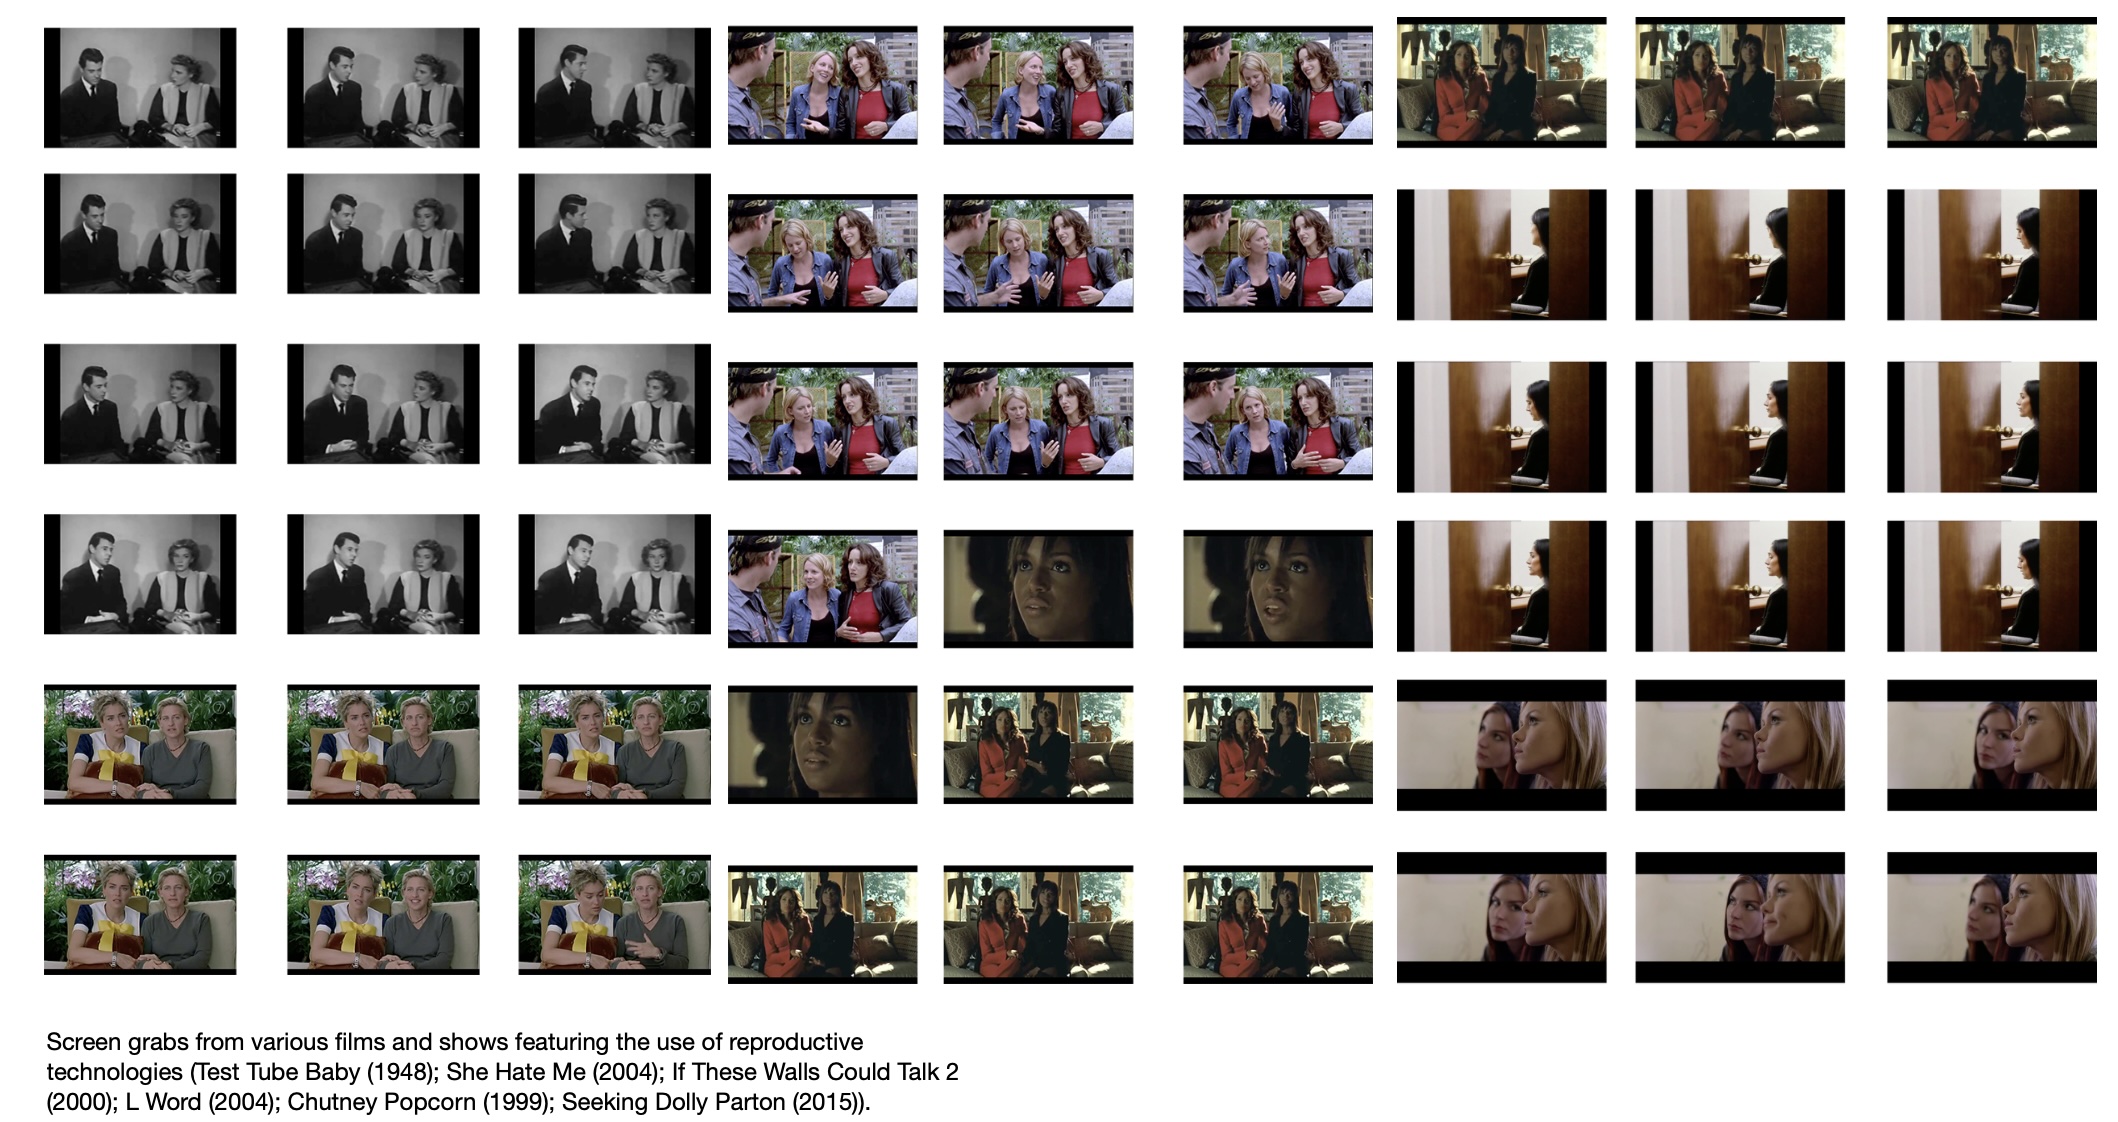 Screen grabs from various films and shows featuring the use of reproductive
technologies (Test Tube Baby (1948); She Hate Me (2004); If These Walls Could Talk 2
(2000); L Word (2004); Chutney Popcorn (1999); Seeking Dolly Parton (2015)).